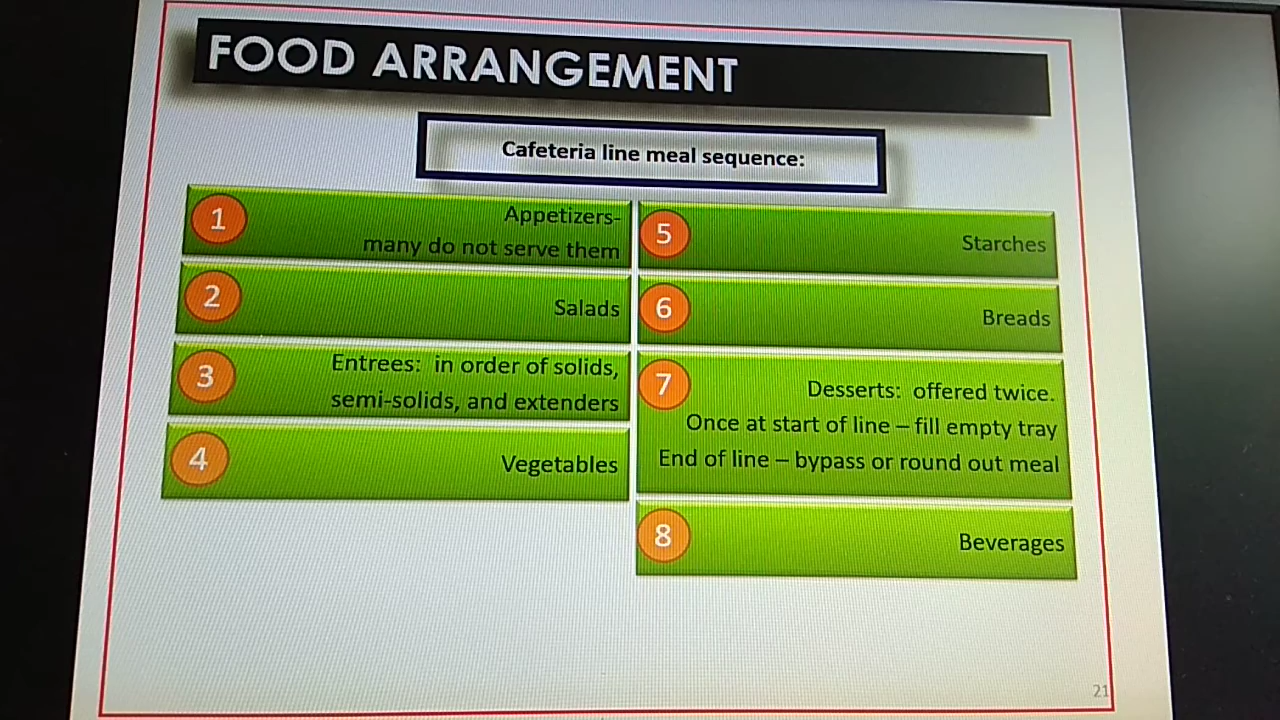 FOOD ARRANGEMENT
Cafeteria line meal sequence:
1
Appetizers-
many do not serve them
2
Salads
3
Entrees: in order of solids,
semi-solids, and extenders
4
Vegetables
5
Starches
6
Breads
7
Desserts: offered twice.
Once at start of line – fill empty tray
End of line – bypass or round out meal
8
Beverages
21